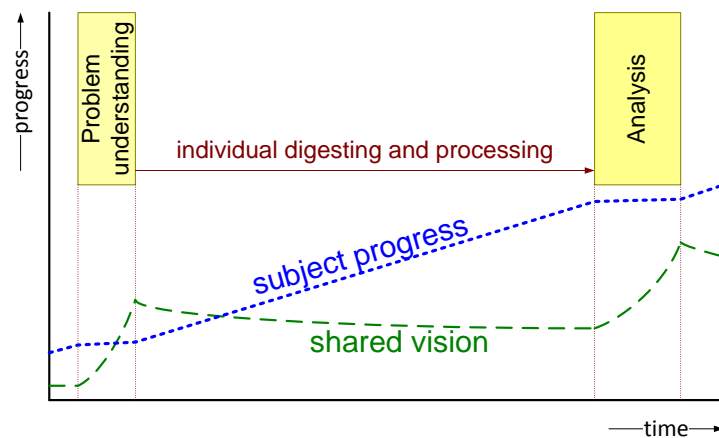 progress
Problem
understanding
individual digesting and processing
Analysis
subject progress
shared vision
time